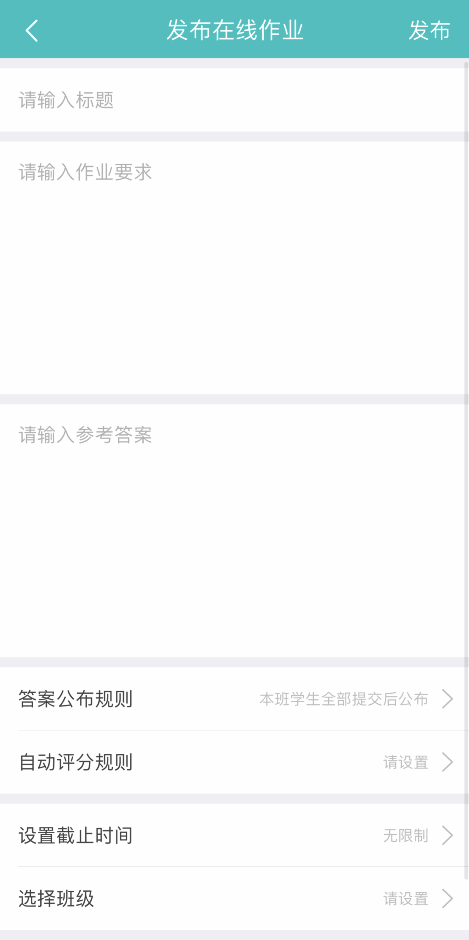 发布在线作业
发布
请输入标题
请输入作业要求
请输入参考答案
答案公布规则 本班学生全部提交后公布
自动评分规则 请设置
设置截止时间 无限制
选择班级 请设置